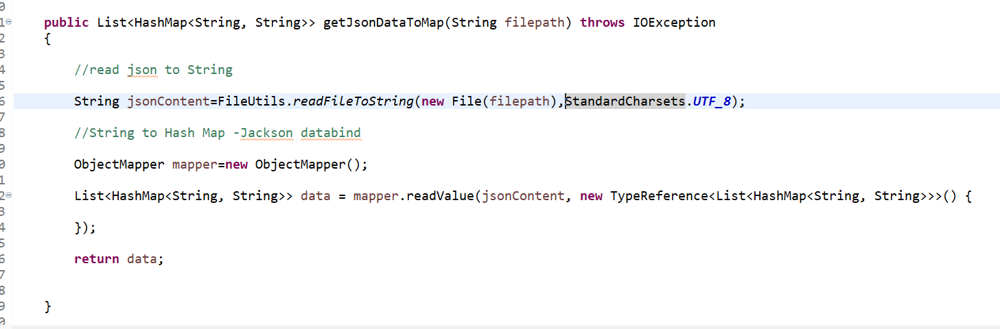 public List<HashMap<String, String>> getJsonDataToMap(String filepath) throws IOException
{
//read json to String
String jsonContent=FileUtils.readFileToString(new File(filepath),StandardCharsets.UTF_8);
//String to Hash Map -Jackson databind
ObjectMapper mapper=new ObjectMapper();
List<HashMap<String, String>> data = mapper.readValue(jsonContent, new TypeReference<List<HashMap<String, String>>>() {
});
return data;
}